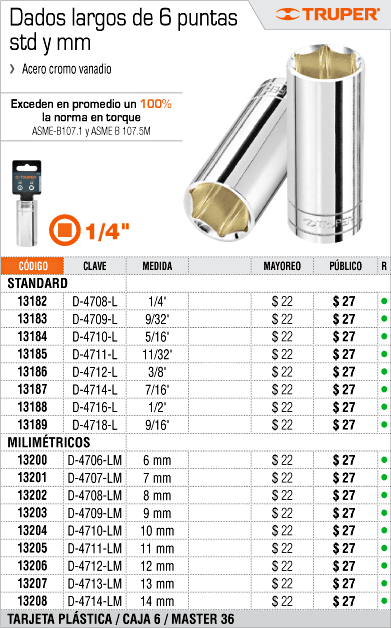 Dados largos de 6 puntas
std y mm
TRUPER®
› Acero cromo vanadio
Exceden en promedio un 100%
la norma en torque
ASME-B107.1 y ASME B 107.5M
TRUPER
TRUPER
1/4"
CÓDIGO CLAVE MEDIDA MAYOREO PÚBLICO R
STANDARD
13182 D-4708-L 1/4" $ 22 $ 27
13183 D-4709-L 9/32" $ 22 $ 27
13184 D-4710-L 5/16" $ 22 $ 27
13185 D-4711-L 11/32" $ 22 $ 27
13186 D-4712-L 3/8" $ 22 $ 27
13187 D-4714-L 7/16" $ 22 $ 27
13188 D-4716-L 1/2" $ 22 $ 27
13189 D-4718-L 9/16" $ 22 $ 27
MILIMÉTRICOS
13200 D-4706-LM 6 mm $ 22 $ 27
13201 D-4707-LM 7 mm $ 22 $ 27
13202 D-4708-LM 8 mm $ 22 $ 27
13203 D-4709-LM 9 mm $ 22 $ 27
13204 D-4710-LM 10 mm $ 22 $ 27
13205 D-4711-LM 11 mm $ 22 $ 27
13206 D-4712-LM 12 mm $ 22 $ 27
13207 D-4713-LM 13 mm $ 22 $ 27
13208 D-4714-LM 14 mm $ 22 $ 27
TARJETA PLÁSTICA / CAJA 6 / MASTER 36